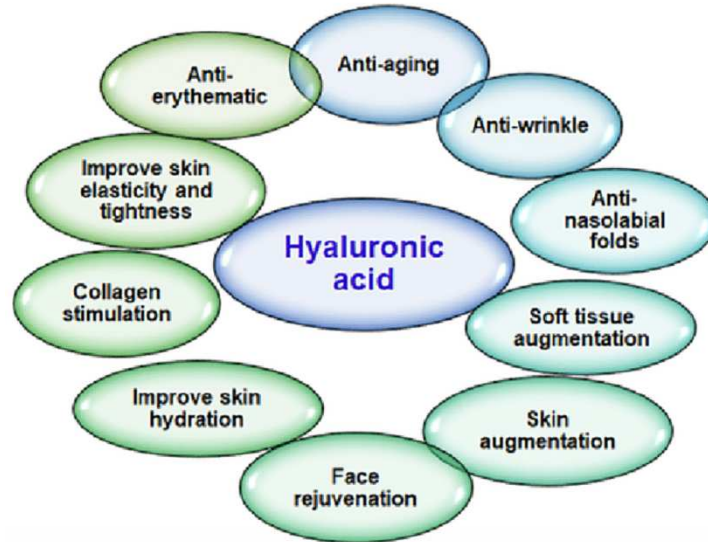 Anti-aging
Anti-wrinkle
Anti-
nasolabial
folds
Soft tissue
augmentation
Skin
augmentation
Face
rejuvenation
Improve skin
hydration
Collagen
stimulation
Improve skin
elasticity and
tightness
Anti-
erythematic
Hyaluronic
acid